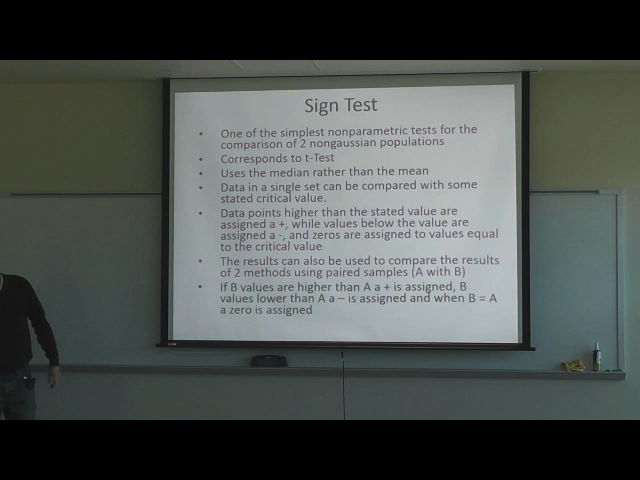 Sign Test
• One of the simplest nonparametric tests for the
comparison of 2 nongaussian populations
• Corresponds to t-Test
• Uses the median rather than the mean
• Data in a single set can be compared with some
stated critical value.
• Data points higher than the stated value are
assigned a +, while values below the value are
assigned a -, and zeros are assigned to values equal
to the critical value
• The results can also be used to compare the results
of 2 methods using paired samples (A with B)
• If B values are higher than A a + is assigned, B
values lower than A a – is assigned and when B = A
a zero is assigned